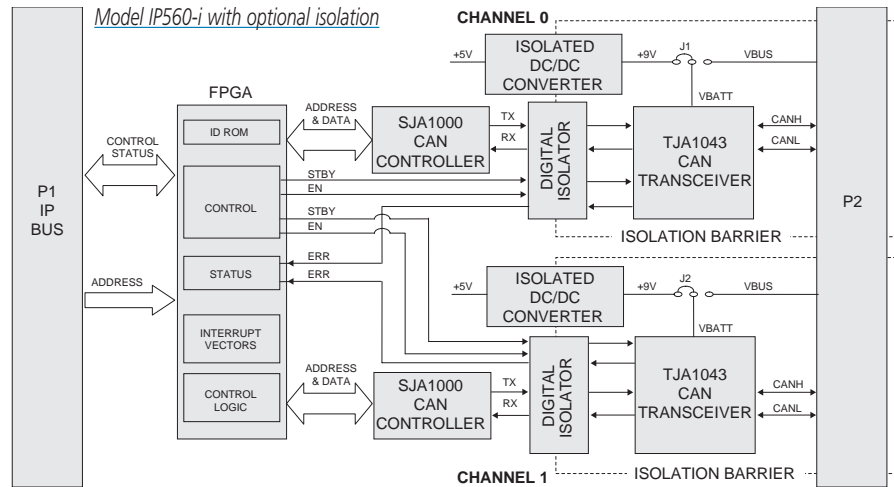 Model IP560-i with optional isolation
CHANNEL 0
ISOLATED
DC/DC
CONVERTER
+5V
+9V
J1
VBUS
VBATT
FPGA
ADDRESS
& DATA
SJA1000
CAN
CONTROLLER
TX
RX
DIGITAL
ISOLATOR
TJA1043
CAN
TRANSCEIVER
CANH
CANL
ID ROM
CONTROL
STATUS
P1
IP
BUS
P2
CONTROL
STBY
EN
STBY
EN
ISOLATION BARRIER
STATUS
ERR
ERR
ADDRESS
+5V
ISOLATED
DC/DC
CONVERTER
+9V
J2
VBUS
VBATT
INTERRUPT
VECTORS
CONTROL
LOGIC
ADDRESS
& DATA
SJA1000
CAN
CONTROLLER
TX
RX
DIGITAL
ISOLATOR
TJA1043
CAN
TRANSCEIVER
CANH
CANL
CHANNEL 1
ISOLATION BARRIER